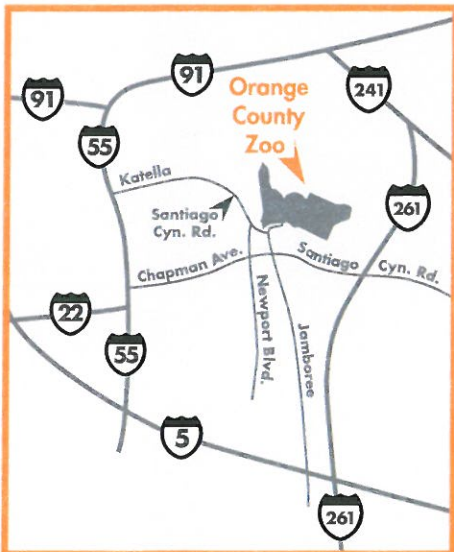 91
91
241
Orange
County
Zoo
55
Katella
261
Santiago
Cyn. Rd.
Chapman Ave.
Santiago Cyn. Rd.
22
Newport Blvd.
Jamboree
55
5
261